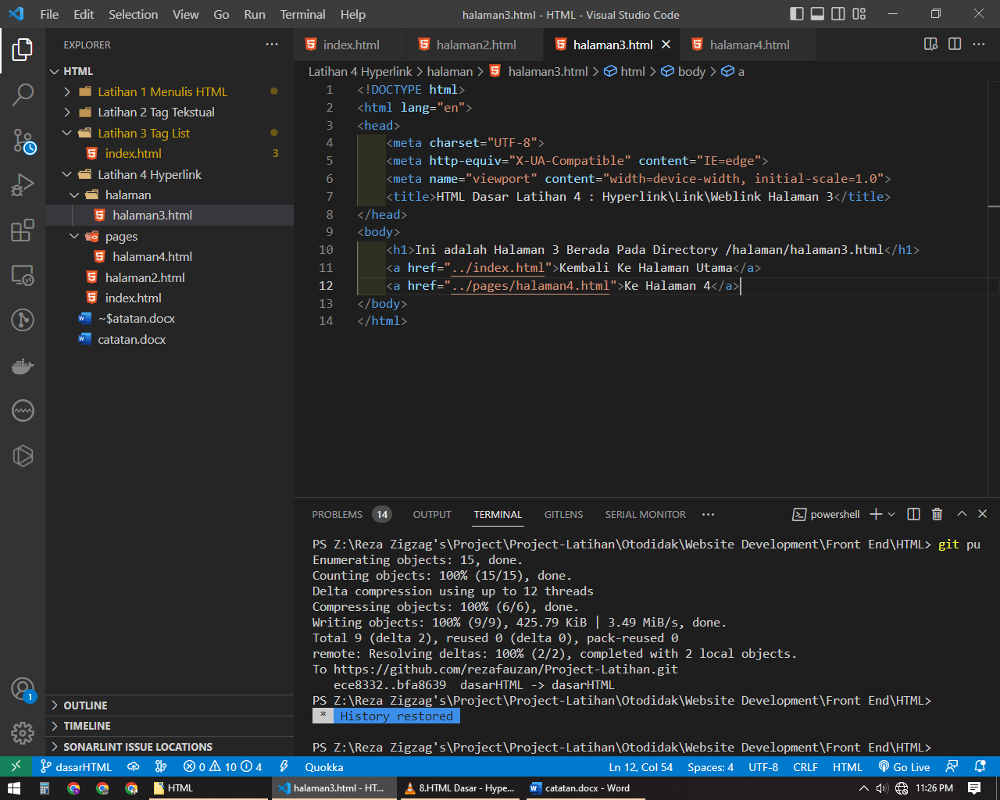 File Edit Selection View Go Run Terminal Help halaman3.html - HTML - Visual Studio Code
EXPLORER
HTML
Latihan 1 Menulis HTML
Latihan 2 Tag Tekstual
Latihan 3 Tag List
index.html 3
Latihan 4 Hyperlink
halaman
halaman3.html
pages
halaman4.html
halaman2.html
index.html
~$atatan.docx
catatan.docx
OUTLINE
TIMELINE
SONARLINT ISSUE LOCATIONS
1
index.html halaman2.html halaman3.html halaman4.html
Latihan 4 Hyperlink > halaman > halaman3.html > html > body > a
1 <!DOCTYPE html>
2 <html lang="en">
3 <head>
4 <meta charset="UTF-8">
5 <meta http-equiv="X-UA-Compatible" content="IE=edge">
6 <meta name="viewport" content="width=device-width, initial-scale=1.0">
7 <title>HTML Dasar Latihan 4 : Hyperlink\Link\Weblink Halaman 3</title>
8 </head>
9 <body>
10 <h1>Ini adalah Halaman 3 Berada Pada Directory /halaman/halaman3.html</h1>
11 <a href="../index.html">Kembali Ke Halaman Utama</a>
12 <a href="../pages/halaman4.html">Ke Halaman 4</a>
13 </body>
14 </html>
PROBLEMS 14 OUTPUT TERMINAL GITLENS SERIAL MONITOR powershell
PS Z:\Reza Zigzag's\Project\Project-Latihan\Otodidak\Website Development\Front End\HTML> git pu
Enumerating objects: 15, done.
Counting objects: 100% (15/15), done.
Delta compression using up to 12 threads
Compressing objects: 100% (6/6), done.
Writing objects: 100% (9/9), 425.79 KiB | 3.49 MiB/s, done.
Total 9 (delta 2), reused 0 (delta 0), pack-reused 0
remote: Resolving deltas: 100% (2/2), completed with 2 local objects.
To https://github.com/rezafauzan/Project-Latihan.git
ece8332..bfa8639 dasarHTML -> dasarHTML
PS Z:\Reza Zigzag's\Project\Project-Latihan\Otodidak\Website Development\Front End\HTML>
* History restored
PS Z:\Reza Zigzag's\Project\Project-Latihan\Otodidak\Website Development\Front End\HTML>
dasarHTML 0 10 4 Quokka Ln 12, Col 54 Spaces: 4 UTF-8 CRLF HTML Go Live
HTML halaman3.html - HT... 8.HTML Dasar - Hype... catatan.docx - Word 11:26 PM